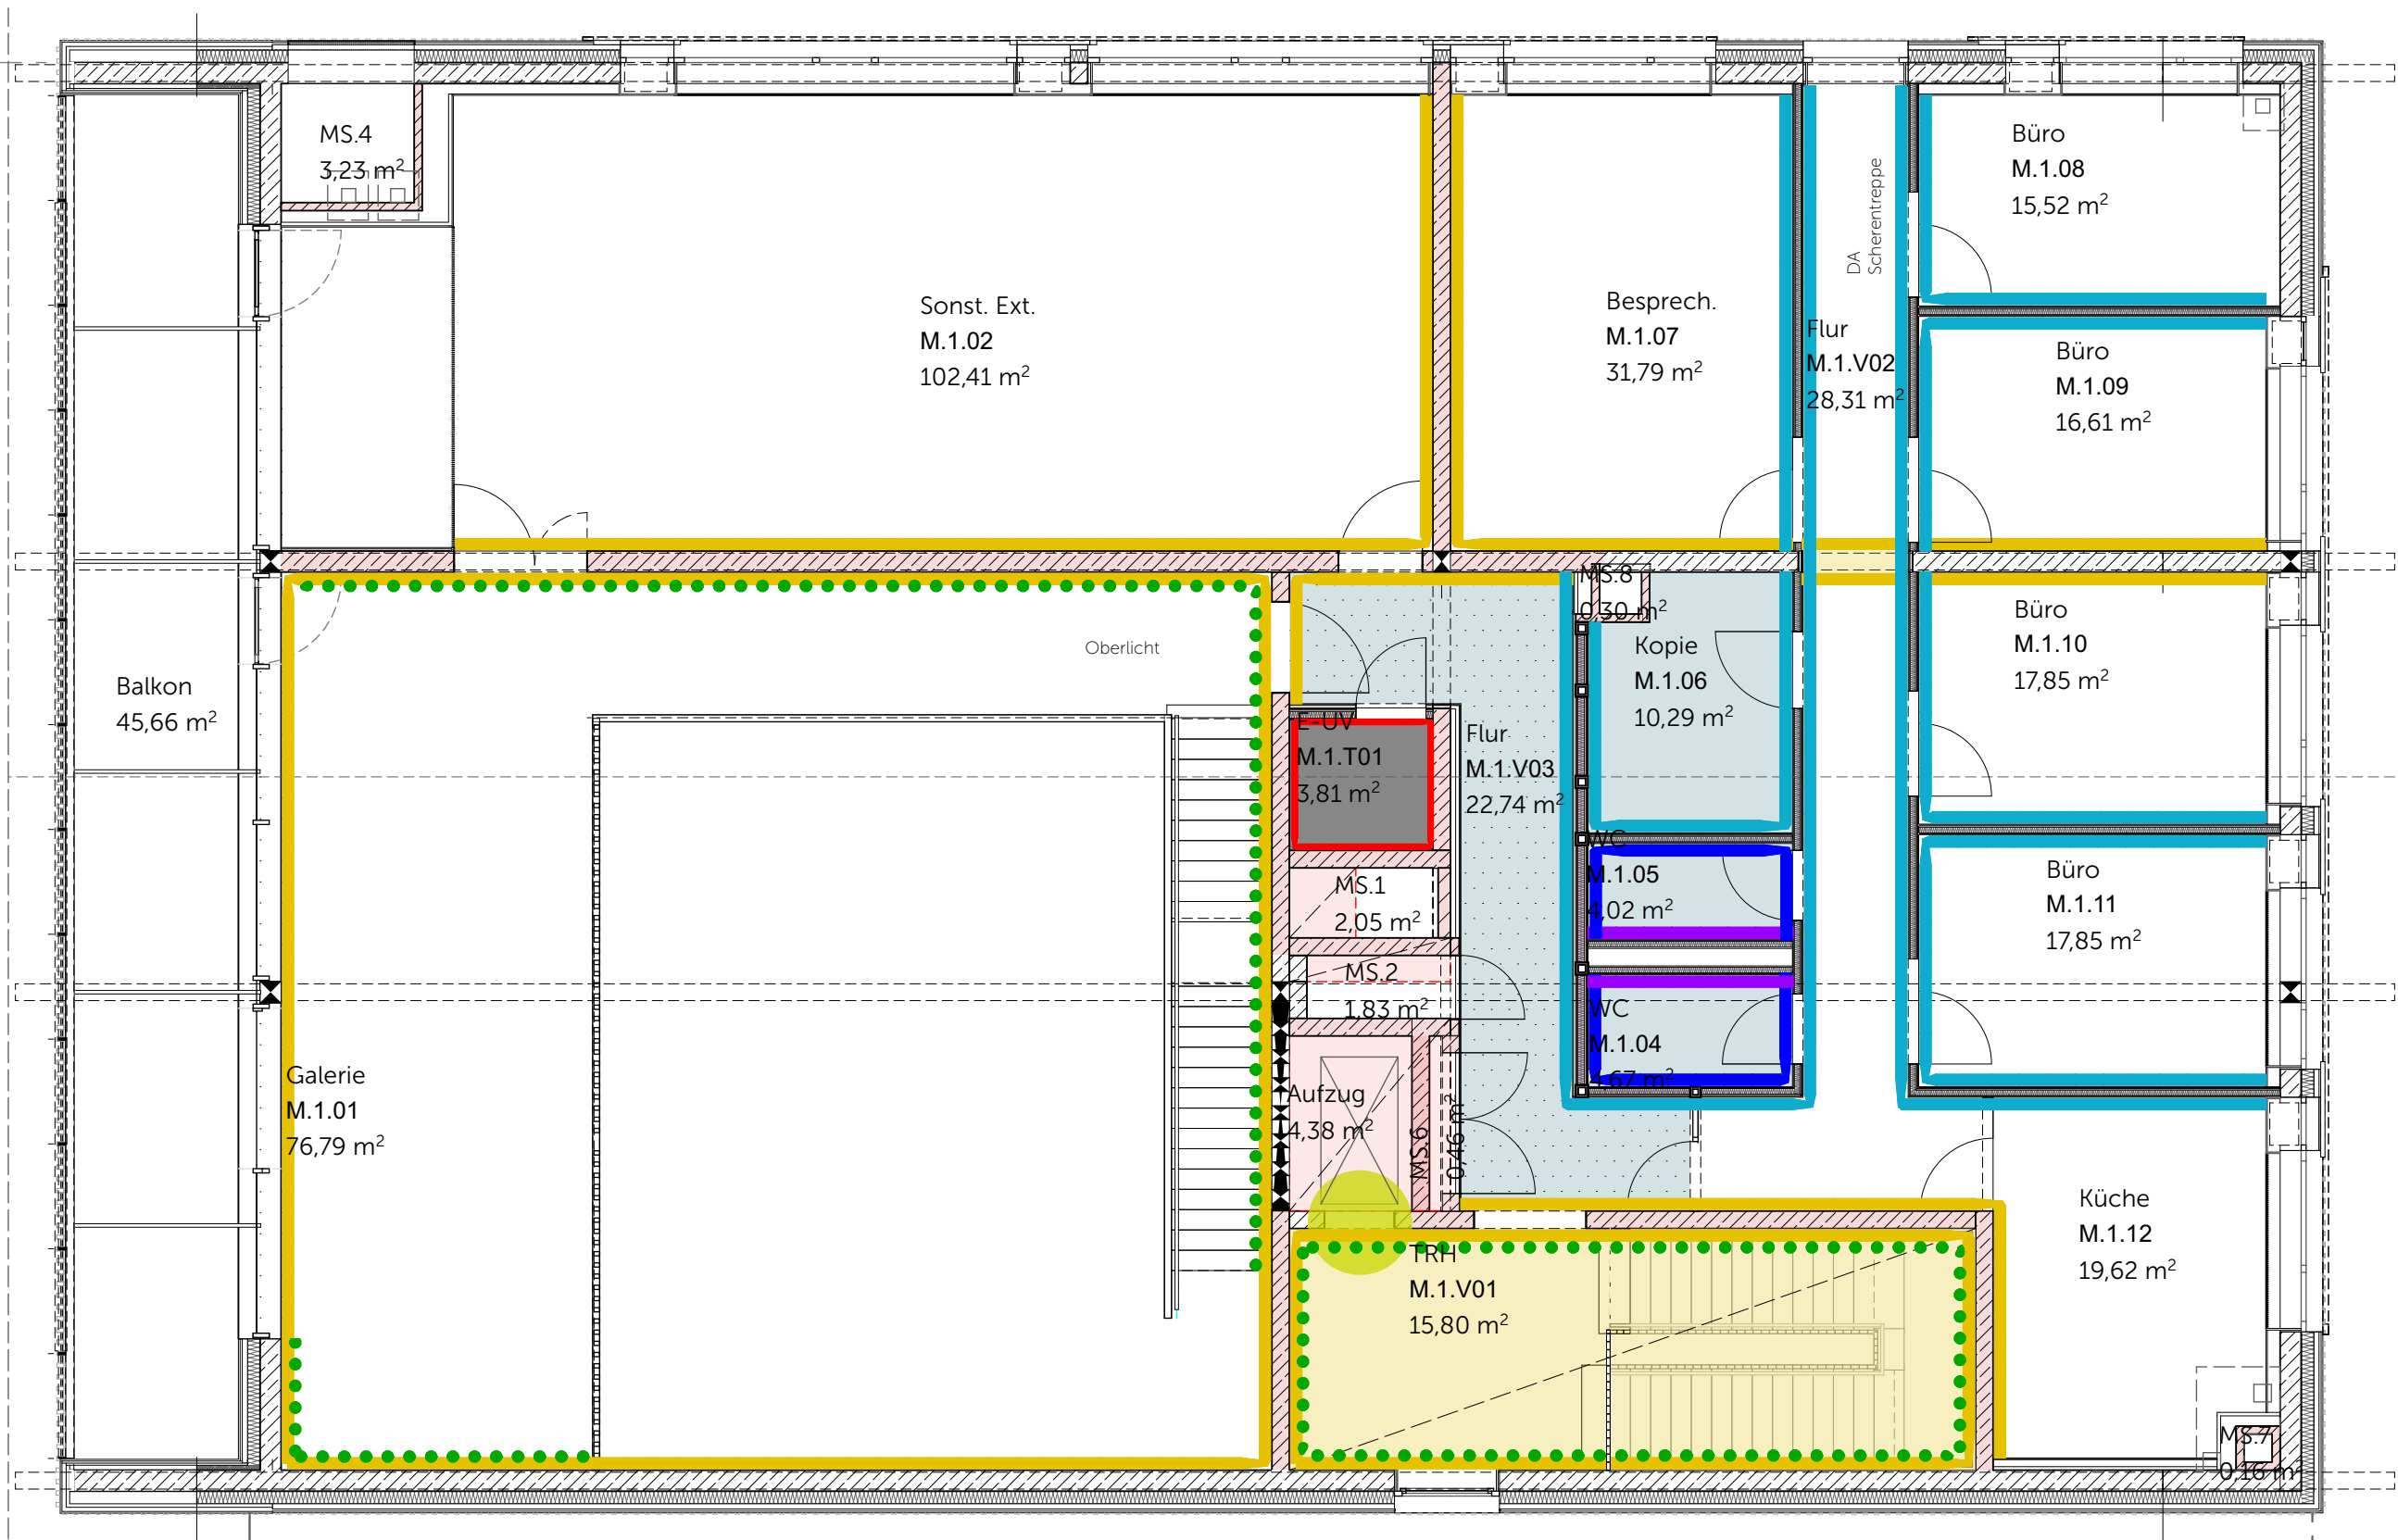 MS.4
3,23 m²
Sonst. Ext.
M.1.02
102,41 m²
Besprech.
M.1.07
31,79 m²
DA
Scherentreppe
Flur
M.1.V02
28,31 m²
Büro
M.1.08
15,52 m²
Büro
M.1.09
16,61 m²
Balkon
45,66 m²
Oberlicht
MS.8
0,30 m²
Kopie
M.1.06
10,29 m²
Büro
M.1.10
17,85 m²
E-UV
M.1.T01
3,81 m²
Flur
M.1.V03
22,74 m²
WC
M.1.05
4,02 m²
MS.1
2,05 m²
MS.2
1,83 m²
WC
M.1.04
4,67 m²
Büro
M.1.11
17,85 m²
Galerie
M.1.01
76,79 m²
Aufzug
4,38 m²
MS.6
0,46 m²
TRH
M.1.V01
15,80 m²
Küche
M.1.12
19,62 m²
MS.7
0,16 m²